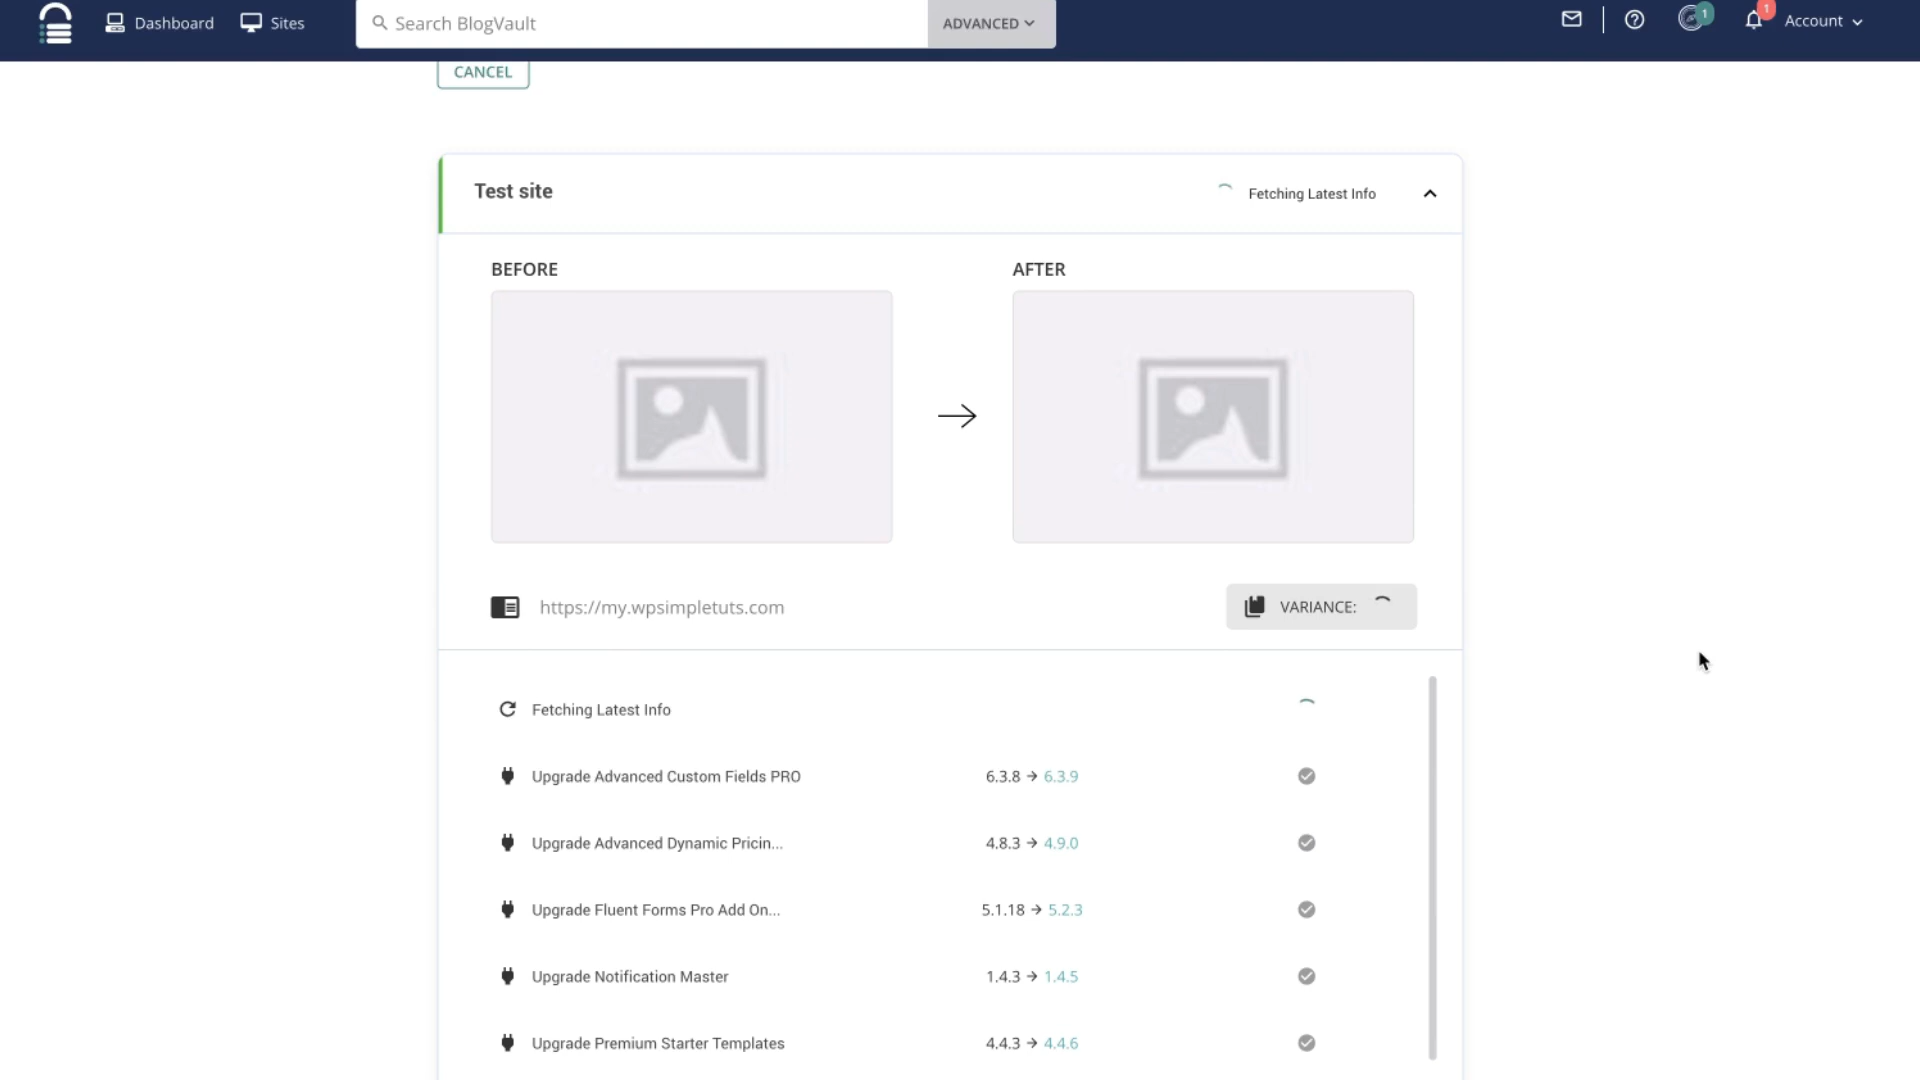 Dashboard Sites Search BlogVault ADVANCED 1 1 Account
CANCEL
Test site Fetching Latest Info
BEFORE AFTER
https://my.wpsimpletuts.com VARIANCE:
Fetching Latest Info
Upgrade Advanced Custom Fields PRO 6.3.8 → 6.3.9
Upgrade Advanced Dynamic Pricin... 4.8.3 → 4.9.0
Upgrade Fluent Forms Pro Add On... 5.1.18 → 5.2.3
Upgrade Notification Master 1.4.3 → 1.4.5
Upgrade Premium Starter Templates 4.4.3 → 4.4.6